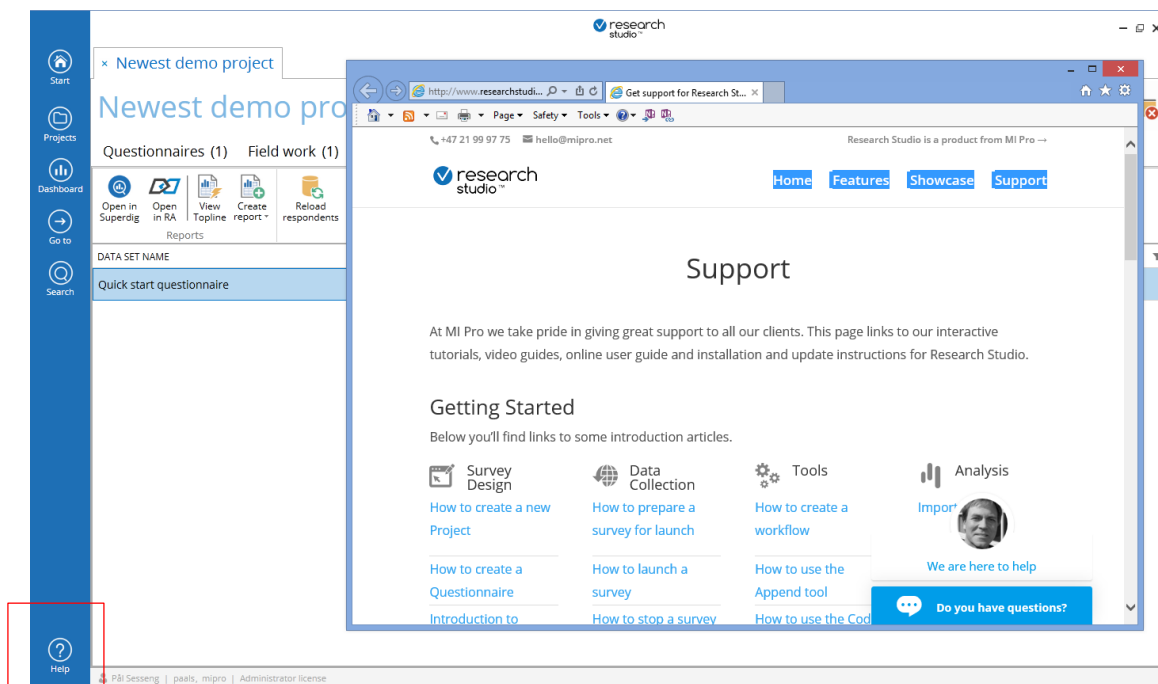 research
studio™
Start
Projects
Dashboard
Go to
Search
Help
× Newest demo project
Newest demo pro
Questionnaires (1) Field work (1)
Open in Superdig
Open in RA
View Topline
Create report
Reload respondents
Reports
DATA SET NAME
Quick start questionnaire
http://www.researchstudi...
Get support for Research St... ×
Page Safety Tools
+47 21 99 97 75 hello@mipro.net
Research Studio is a product from MI Pro →
research
studio™
Home Features Showcase Support
Support
At MI Pro we take pride in giving great support to all our clients. This page links to our interactive
tutorials, video guides, online user guide and installation and update instructions for Research Studio.
Getting Started
Below you'll find links to some introduction articles.
Survey
Design
How to create a new
Project
How to create a
Questionnaire
Introduction to
Data
Collection
How to prepare a
survey for launch
How to launch a
survey
How to stop a survey
Tools
How to create a
workflow
How to use the
Append tool
How to use the Cod
Analysis
Import
We are here to help
Do you have questions?
Pål Sesseng | paals, mipro | Administrator license